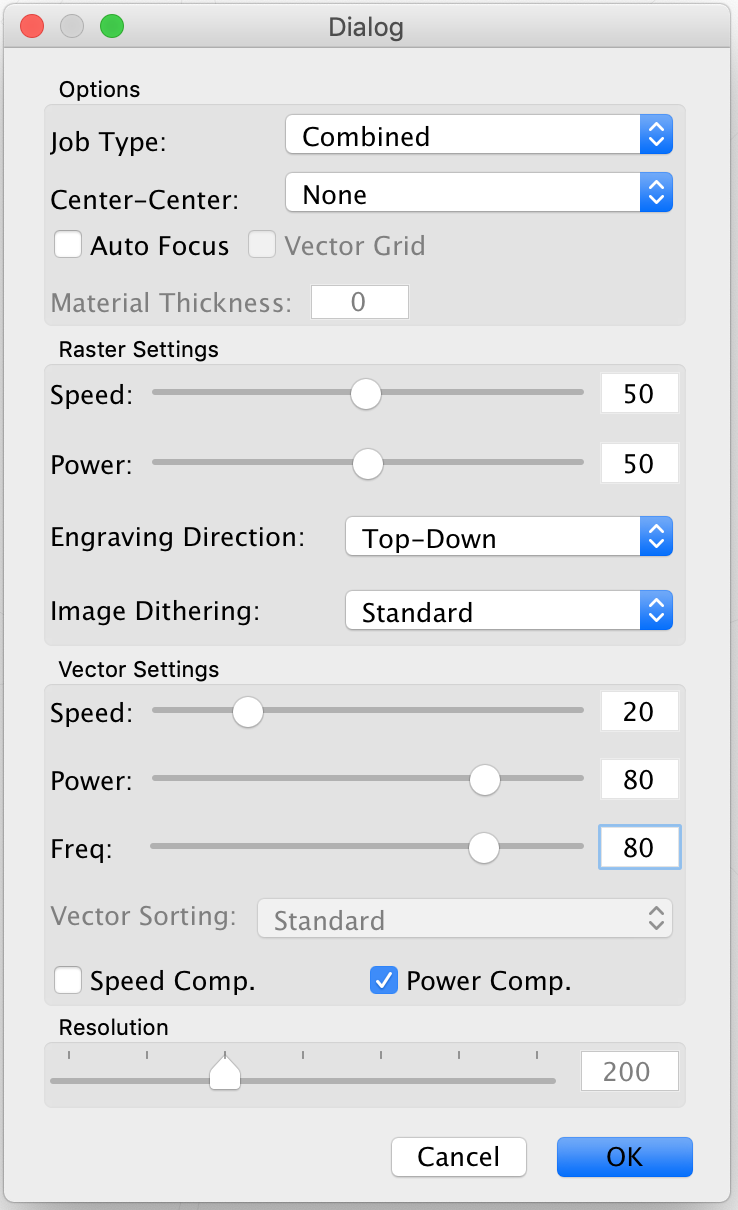 Dialog
Options
Job Type: Combined
Center-Center: None
Auto Focus Vector Grid
Material Thickness: 0
Raster Settings
Speed: 50
Power: 50
Engraving Direction: Top-Down
Image Dithering: Standard
Vector Settings
Speed: 20
Power: 80
Freq: 80
Vector Sorting: Standard
Speed Comp. Power Comp.
Resolution
200
Cancel OK